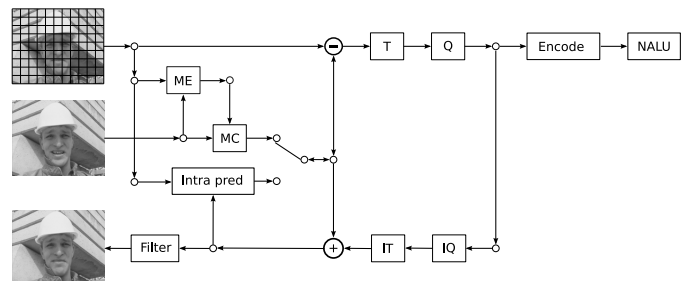 T
Q
Encode
NALU
ME
MC
Intra pred
Filter
IT
IQ